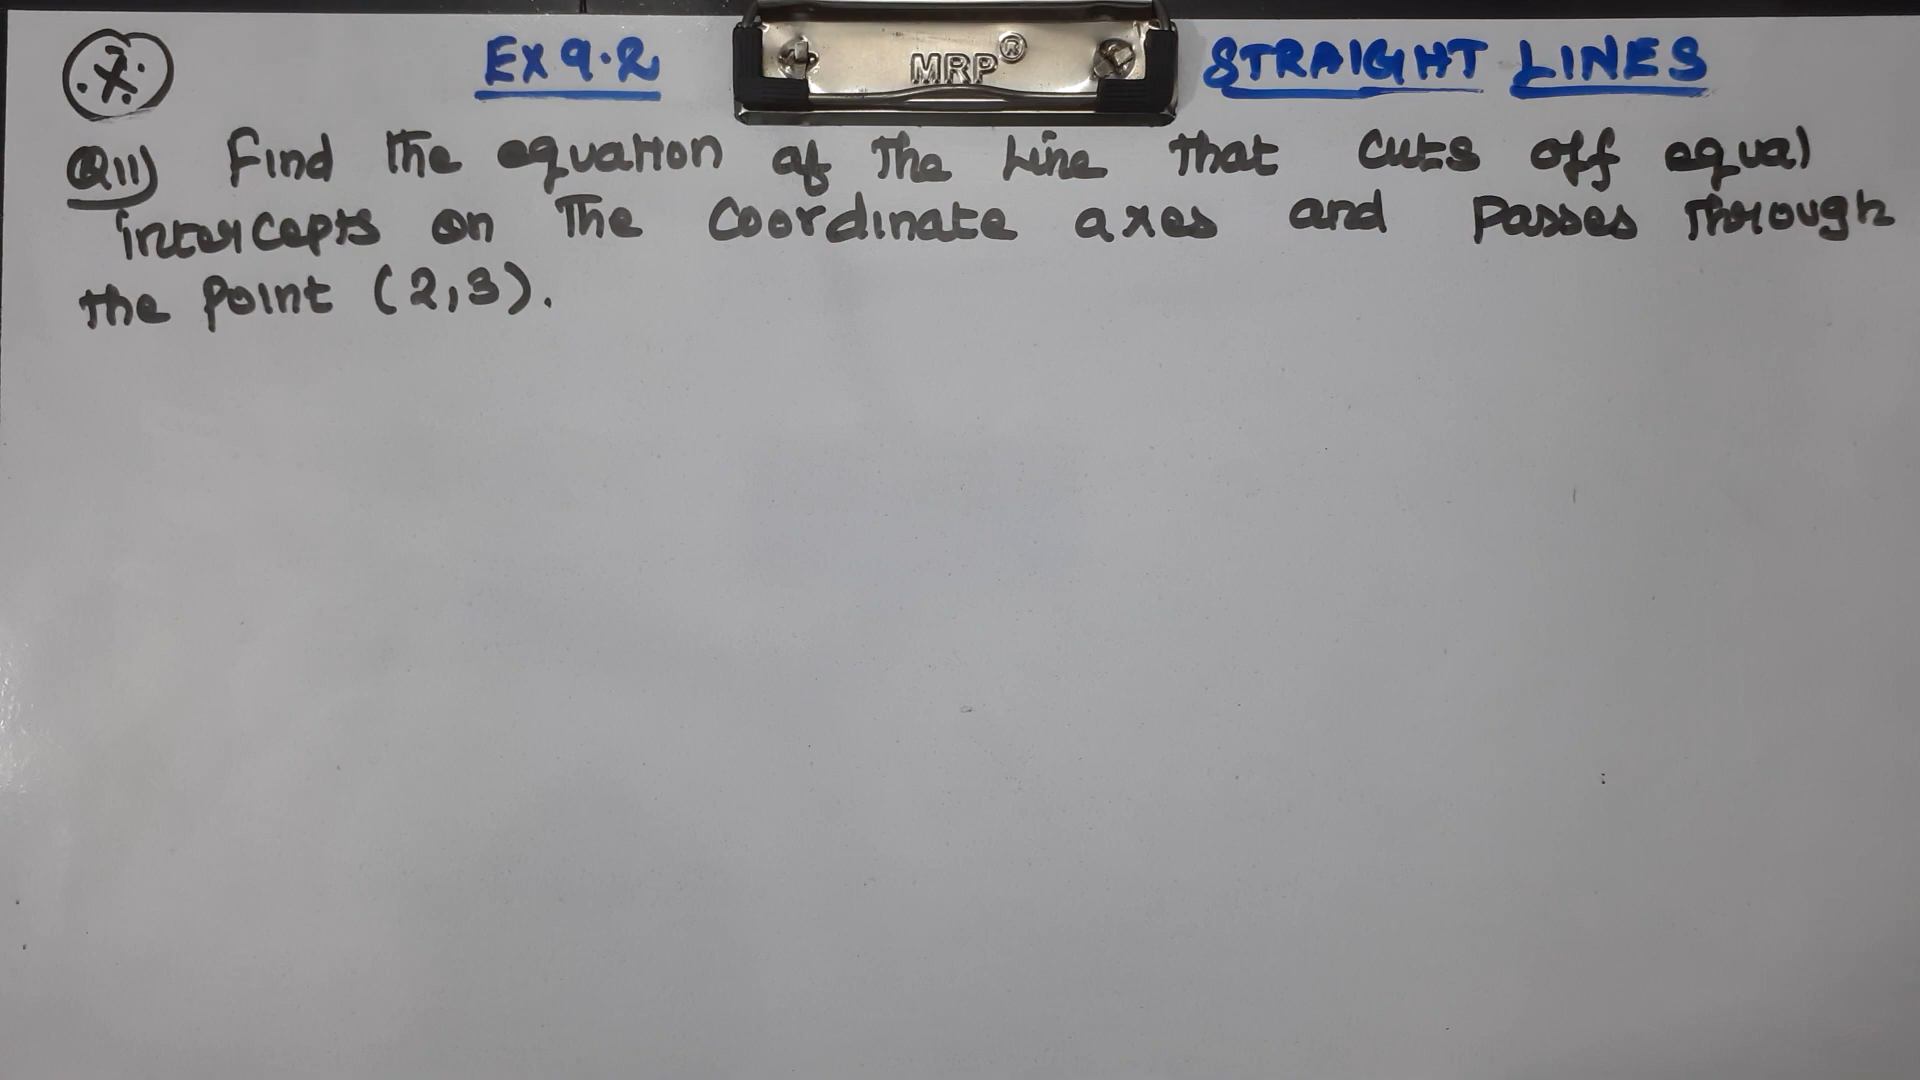 EX 9.2 MRP® STRAIGHT LINES
Q11) Find the equation of the Line that cuts off equal
intercepts on The coordinate axes and passes through
the point (2,3).